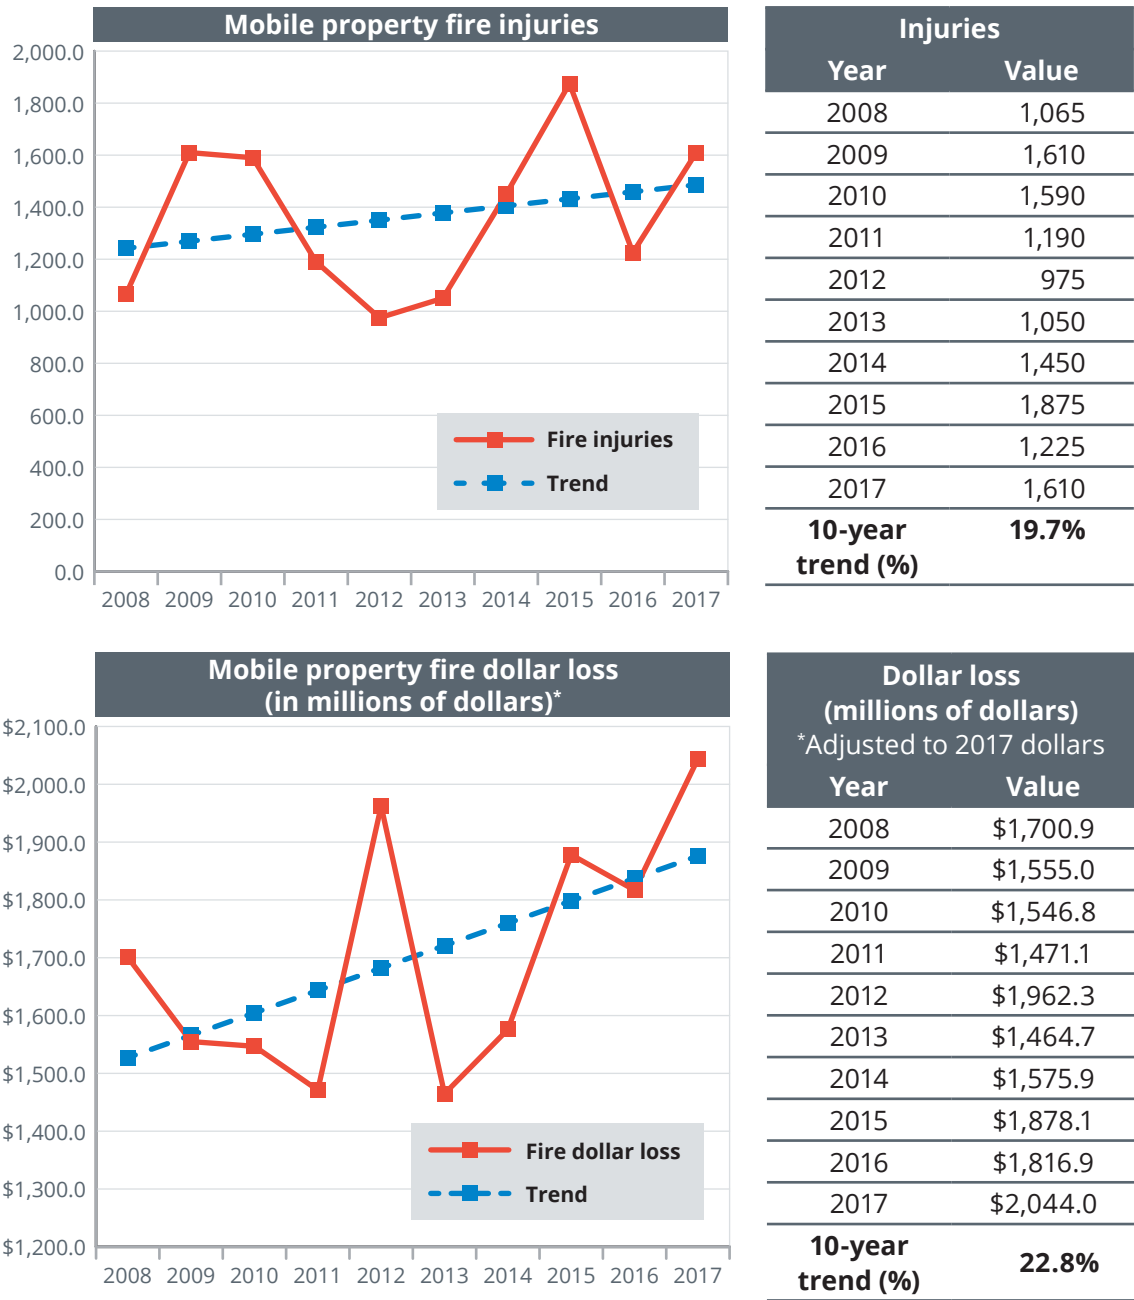 Mobile property fire injuries
2,000.0
1,800.0
1,600.0
1,400.0
1,200.0
1,000.0
800.0
600.0
400.0
200.0
0.0
2008 2009 2010 2011 2012 2013 2014 2015 2016 2017
Fire injuries
Trend
Injuries
Year Value
2008 1,065
2009 1,610
2010 1,590
2011 1,190
2012 975
2013 1,050
2014 1,450
2015 1,875
2016 1,225
2017 1,610
10-year 19.7%
trend (%)
Mobile property fire dollar loss
(in millions of dollars)*
$2,100.0
$2,000.0
$1,900.0
$1,800.0
$1,700.0
$1,600.0
$1,500.0
$1,400.0
$1,300.0
$1,200.0
2008 2009 2010 2011 2012 2013 2014 2015 2016 2017
Fire dollar loss
Trend
Dollar loss
(millions of dollars)
*Adjusted to 2017 dollars
Year Value
2008 $1,700.9
2009 $1,555.0
2010 $1,546.8
2011 $1,471.1
2012 $1,962.3
2013 $1,464.7
2014 $1,575.9
2015 $1,878.1
2016 $1,816.9
2017 $2,044.0
10-year 22.8%
trend (%)